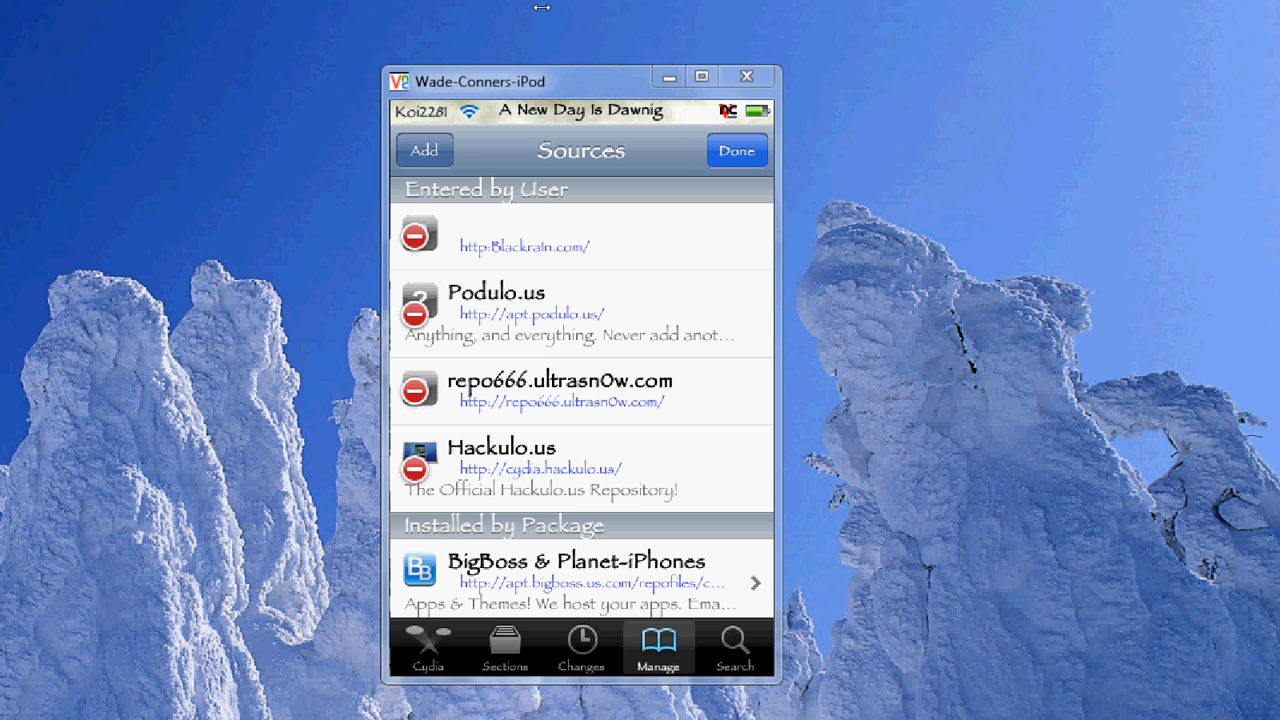 Wade-Conners-iPod
Koi2281 A New Day Is Dawnig
Add Sources Done
Entered by User
http:Blackra1n.com/
Podulo.us
http://apt.podulo.us/
Anything, and everything. Never add anot...
repo666.ultrasn0w.com
http://repo666.ultrasn0w.com/
Hackulo.us
http://cydia.hackulo.us/
The Official Hackulo.us Repository!
Installed by Package
BigBoss & Planet-iPhones
http://apt.bigboss.us.com/repofiles/c...
Apps & Themes! We host your apps. Ema...
Cydia Sections Changes Manage Search